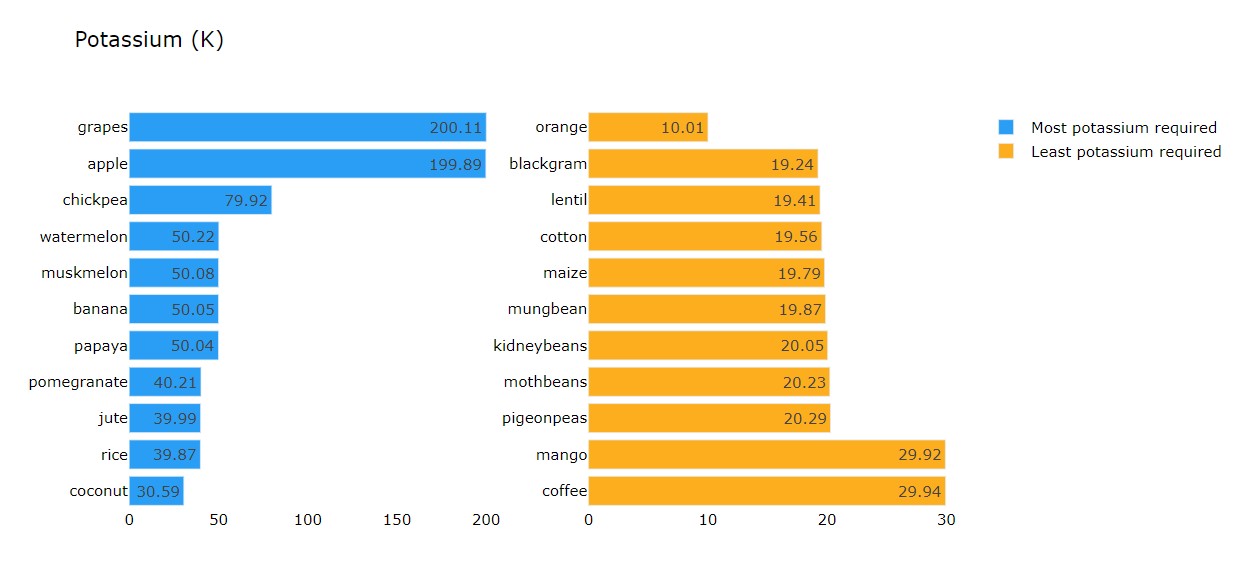 Potassium (K)
grapes 200.11
apple 199.89
chickpea 79.92
watermelon 50.22
muskmelon 50.08
banana 50.05
papaya 50.04
pomegranate 40.21
jute 39.99
rice 39.87
coconut 30.59
0 50 100 150 200
orange 10.01
blackgram 19.24
lentil 19.41
cotton 19.56
maize 19.79
mungbean 19.87
kidneybeans 20.05
mothbeans 20.23
pigeonpeas 20.29
mango 29.92
coffee 29.94
0 10 20 30
Most potassium required
Least potassium required